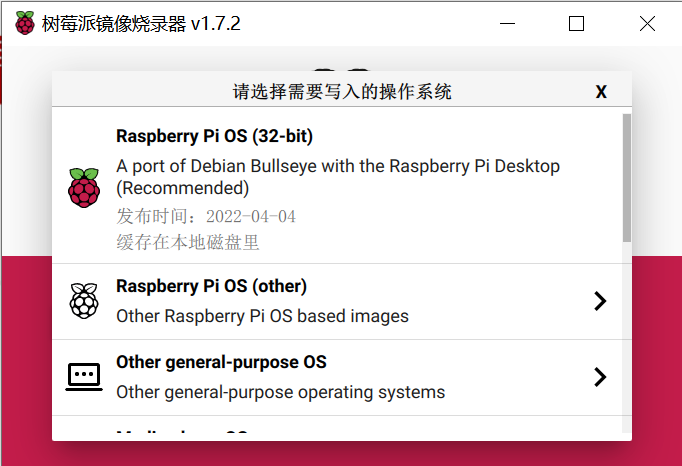 树莓派镜像烧录器 v1.7.2
请选择需要写入的操作系统
X
Raspberry Pi OS (32-bit)
A port of Debian Bullseye with the Raspberry Pi Desktop
(Recommended)
发布时间：2022-04-04
缓存在本地磁盘里
Raspberry Pi OS (other)
Other Raspberry Pi OS based images
Other general-purpose OS
Other general-purpose operating systems